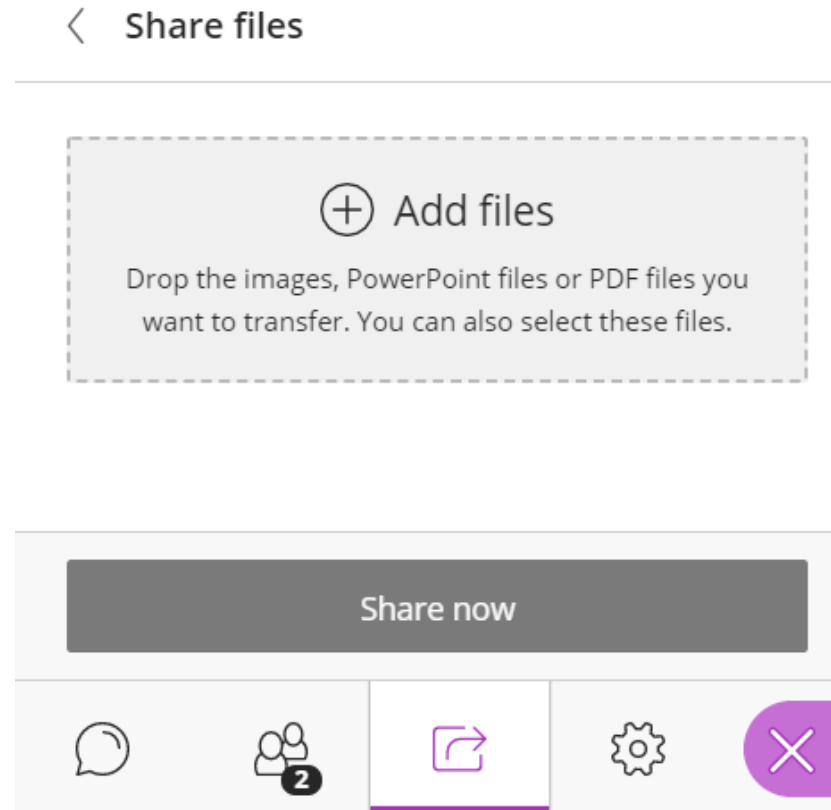 Share files
Add files
Drop the images, PowerPoint files or PDF files you
want to transfer. You can also select these files.
Share now
2